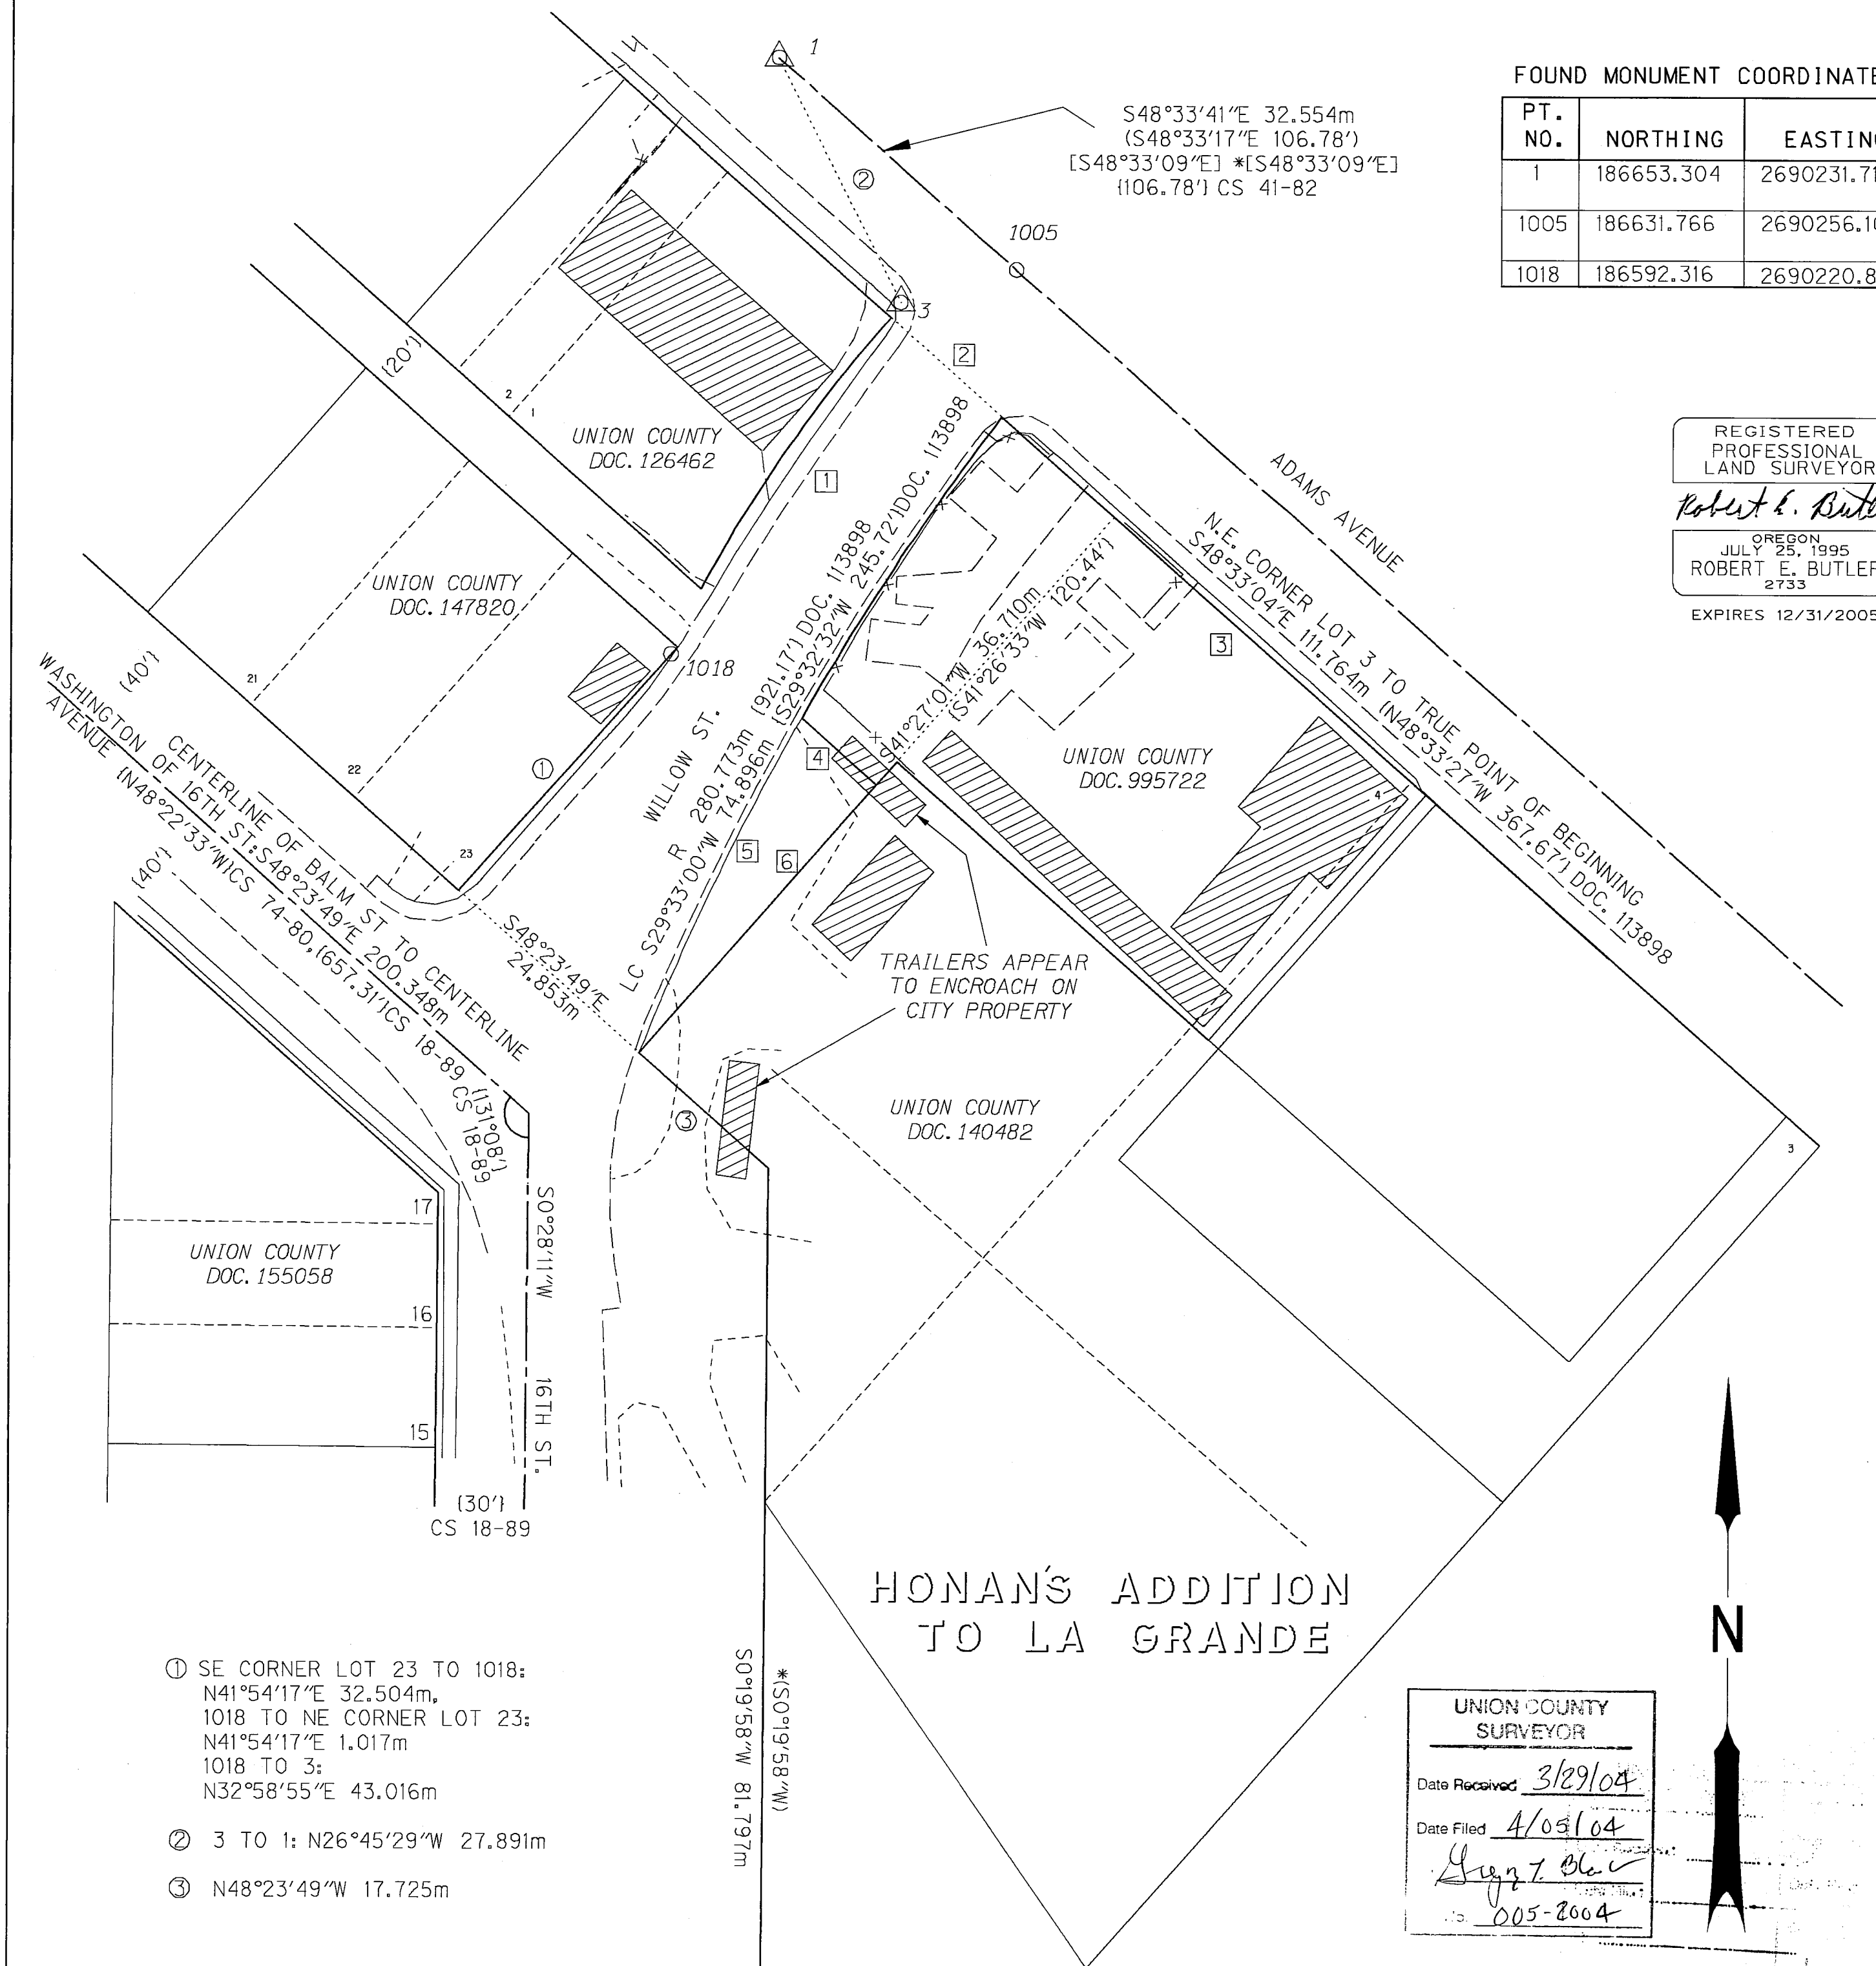 1
S48°33'41"E 32.554m
(S48°33'17"E 106.78')
[S48°33'09"E] *[S48°33'09"E]
{106.78'} CS 41-82
②
1005
3
2
FOUND MONUMENT COORDINATE
PT. NO. NORTHING EASTING
1 186653.304 2690231.71
1005 186631.766 2690256.10
1018 186592.316 2690220.8
REGISTERED
PROFESSIONAL
LAND SURVEYOR
Robert E. Butl
OREGON
JULY 25, 1995
ROBERT E. BUTLER
2733
EXPIRES 12/31/2005
{20'}
2
1
UNION COUNTY
DOC. 126462
1
ADAMS AVENUE
N.E. CORNER LOT 3 TO TRUE POINT OF BEGINNING
S48°33'04"E 111.764m (N48°33'27"W 367.67') DOC. 113898
3
UNION COUNTY
DOC. 147820
1018
21
22
23
①
{40'}
WASHINGTON
AVENUE
CENTERLINE OF BALM ST TO CENTERLINE
OF 16TH ST: S48°23'49"E 200.348m
{N48°22'33"W}CS 74-80, {657.31'}CS 18-89
{40'}
WILLOW ST.
R 280.773m {921.17'} DOC. 113898
LC S29°33'00"W 74.896m (S29°32'32"W 245.72')DOC. 113898
S41°27'01"W 36.710m
(S41°26'33"W 120.44')
UNION COUNTY
DOC. 995722
4
4
5
6
S48°23'49"E
24.853m
TRAILERS APPEAR
TO ENCROACH ON
CITY PROPERTY
③
UNION COUNTY
DOC. 140482
3
{131°08'}
CS 18-89
S0°28'11"W
16TH ST.
17
UNION COUNTY
DOC. 155058
16
15
{30'}
CS 18-89
HONAN'S ADDITION
TO LA GRANDE
S0°19'58"W 81.797m
*(S0°19'58"W)
① SE CORNER LOT 23 TO 1018:
N41°54'17"E 32.504m,
1018 TO NE CORNER LOT 23:
N41°54'17"E 1.017m
1018 TO 3:
N32°58'55"E 43.016m
② 3 TO 1: N26°45'29"W 27.891m
③ N48°23'49"W 17.725m
N
UNION COUNTY
SURVEYOR
Date Received 3/29/04
Date Filed 4/05/04
No. 005-2004